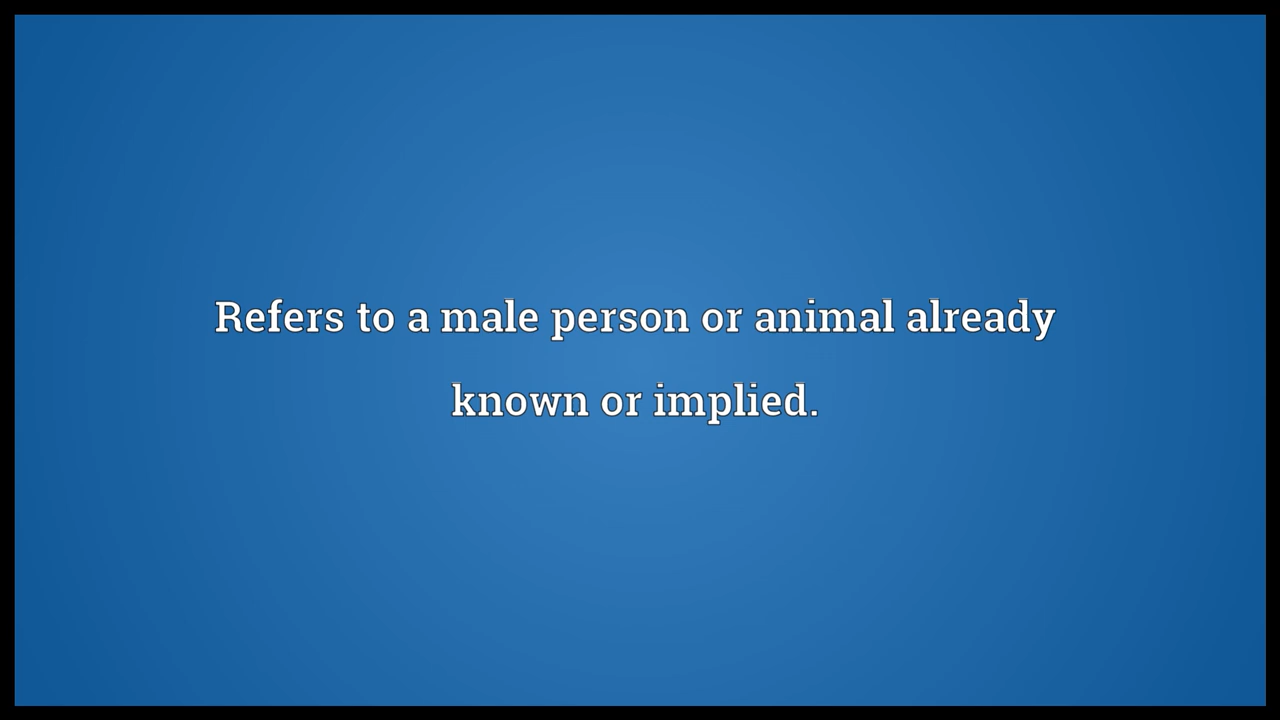 Refers to a male person or animal already
known or implied.